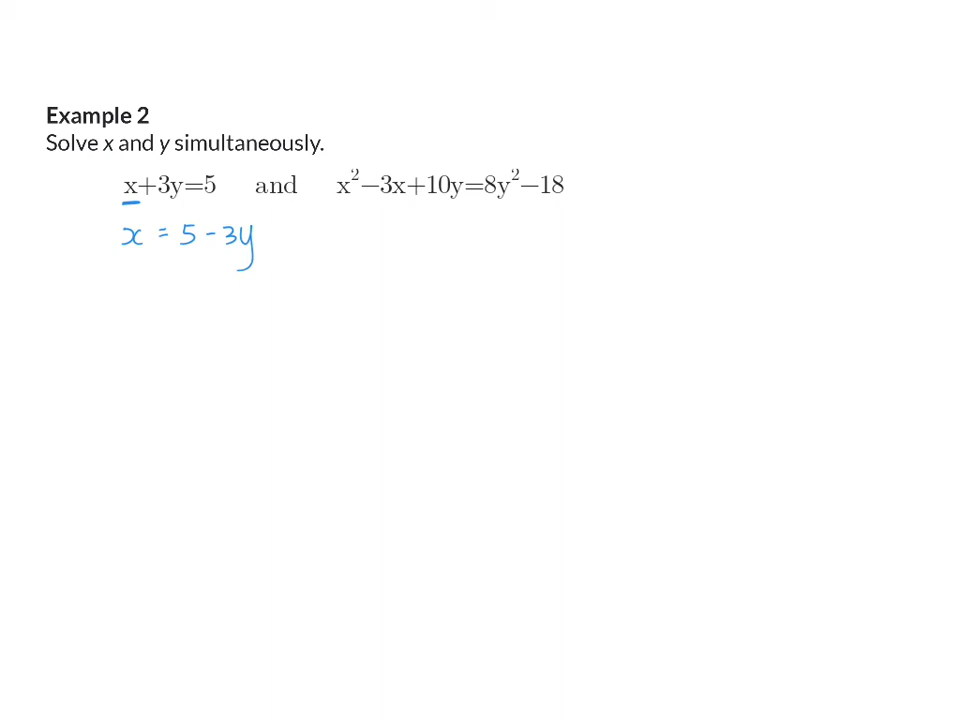 Example 2
Solve x and y simultaneously.
x+3y=5 and x²−3x+10y=8y²−18
x = 5 - 3y